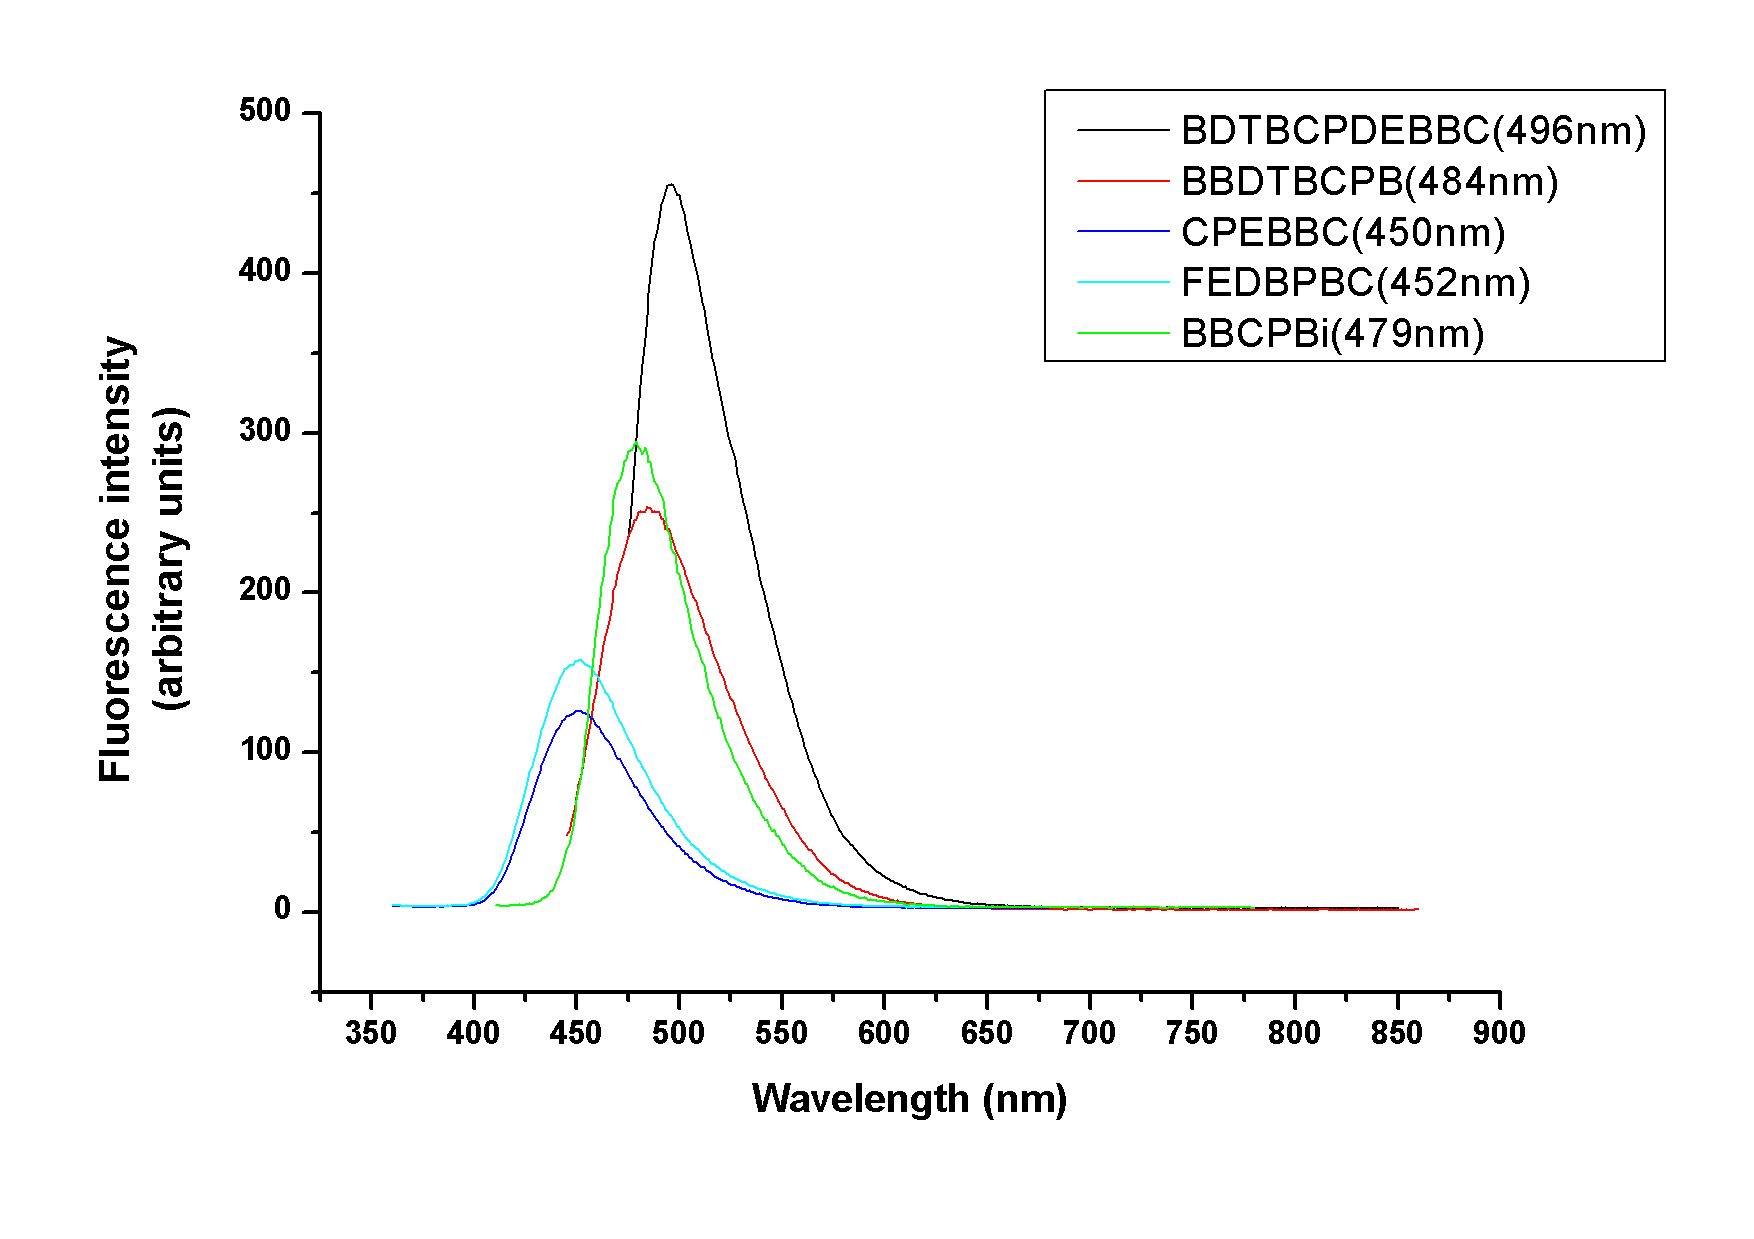 500
400
300
200
100
0
Fluorescence intensity
(arbitrary units)
350 400 450 500 550 600 650 700 750 800 850 900
Wavelength (nm)
BDTBCPDEBBC(496nm)
BBDTBCPB(484nm)
CPEBBC(450nm)
FEDBPBC(452nm)
BBCPBi(479nm)